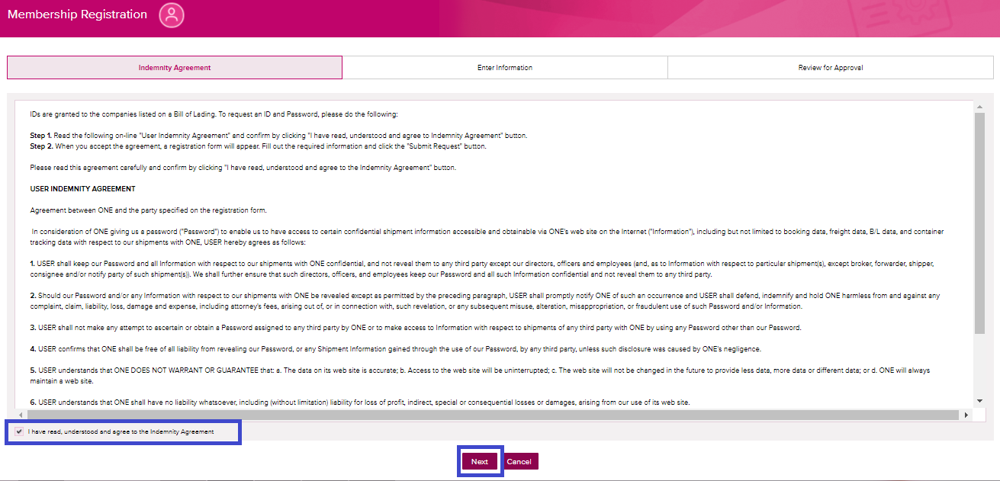 Membership Registration
Indemnity Agreement
Enter Information
Review for Approval
IDs are granted to the companies listed on a Bill of Lading. To request an ID and Password, please do the following:
Step 1. Read the following on-line "User Indemnity Agreement" and confirm by clicking "I have read, understood and agree to Indemnity Agreement" button.
Step 2. When you accept the agreement, a registration form will appear. Fill out the required information and click the "Submit Request" button.
Please read this agreement carefully and confirm by clicking "I have read, understood and agree to the Indemnity Agreement" button.
USER INDEMNITY AGREEMENT
Agreement between ONE and the party specified on the registration form.
In consideration of ONE giving us a password ("Password") to enable us to have access to certain confidential shipment information accessible and obtainable via ONE's web site on the Internet ("Information"), including but not limited to booking data, freight data, B/L data, and container
tracking data with respect to our shipments with ONE, USER hereby agrees as follows:
1. USER shall keep our Password and all Information with respect to our shipments with ONE confidential, and not reveal them to any third party except our directors, officers and employees (and, as to Information with respect to particular shipment(s), except broker, forwarder, shipper,
consignee and/or notify party of such shipment(s)). We shall further ensure that such directors, officers, and employees keep our Password and all such Information confidential and not reveal them to any third party.
2. Should our Password and/or any Information with respect to our shipments with ONE be revealed except as permitted by the preceding paragraph, USER shall promptly notify ONE of such an occurrence and USER shall defend, indemnify and hold ONE harmless from and against any
complaint, claim, liability, loss, damage and expense, including attorney's fees, arising out of, or in connection with, such revelation, or any subsequent misuse, alteration, misappropriation, or fraudulent use of such Password and/or Information.
3. USER shall not make any attempt to ascertain or obtain a Password assigned to any third party by ONE or to make access to Information with respect to shipments of any third party with ONE by using any Password other than our Password.
4. USER confirms that ONE shall be free of all liability from revealing our Password, or any Shipment Information gained through the use of our Password, by any third party, unless such disclosure was caused by ONE's negligence.
5. USER understands that ONE DOES NOT WARRANT OR GUARANTEE that: a. The data on its web site is accurate; b. Access to the web site will be uninterrupted; c. The web site will not be changed in the future to provide less data, more data or different data; or d. ONE will always
maintain a web site.
6. USER understands that ONE shall have no liability whatsoever, including (without limitation) liability for loss of profit, indirect, special or consequential losses or damages, arising from our use of its web site.
I have read, understood and agree to the Indemnity Agreement
Next
Cancel